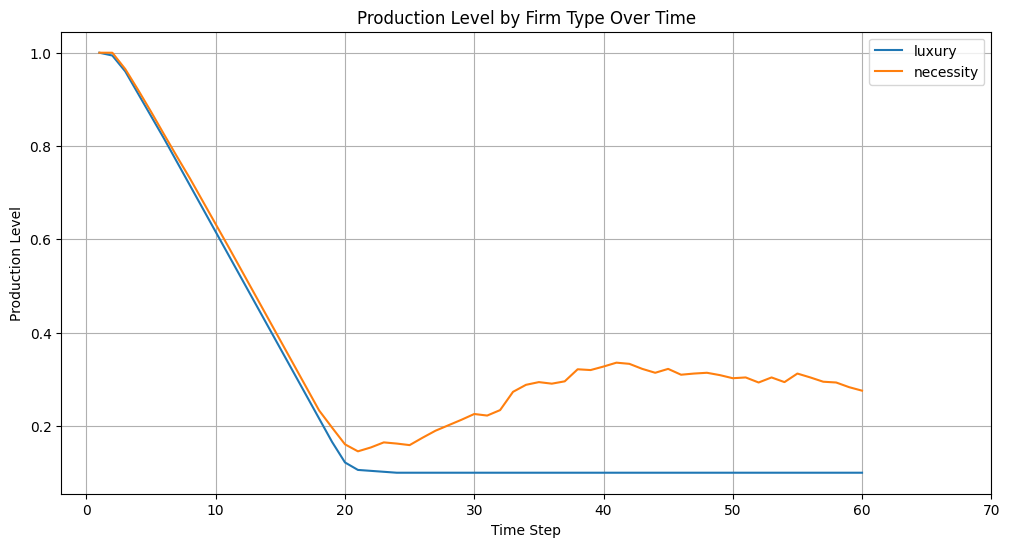 Production Level by Firm Type Over Time
luxury
necessity
Production Level
1.0
0.8
0.6
0.4
0.2
0 10 20 30 40 50 60 70
Time Step